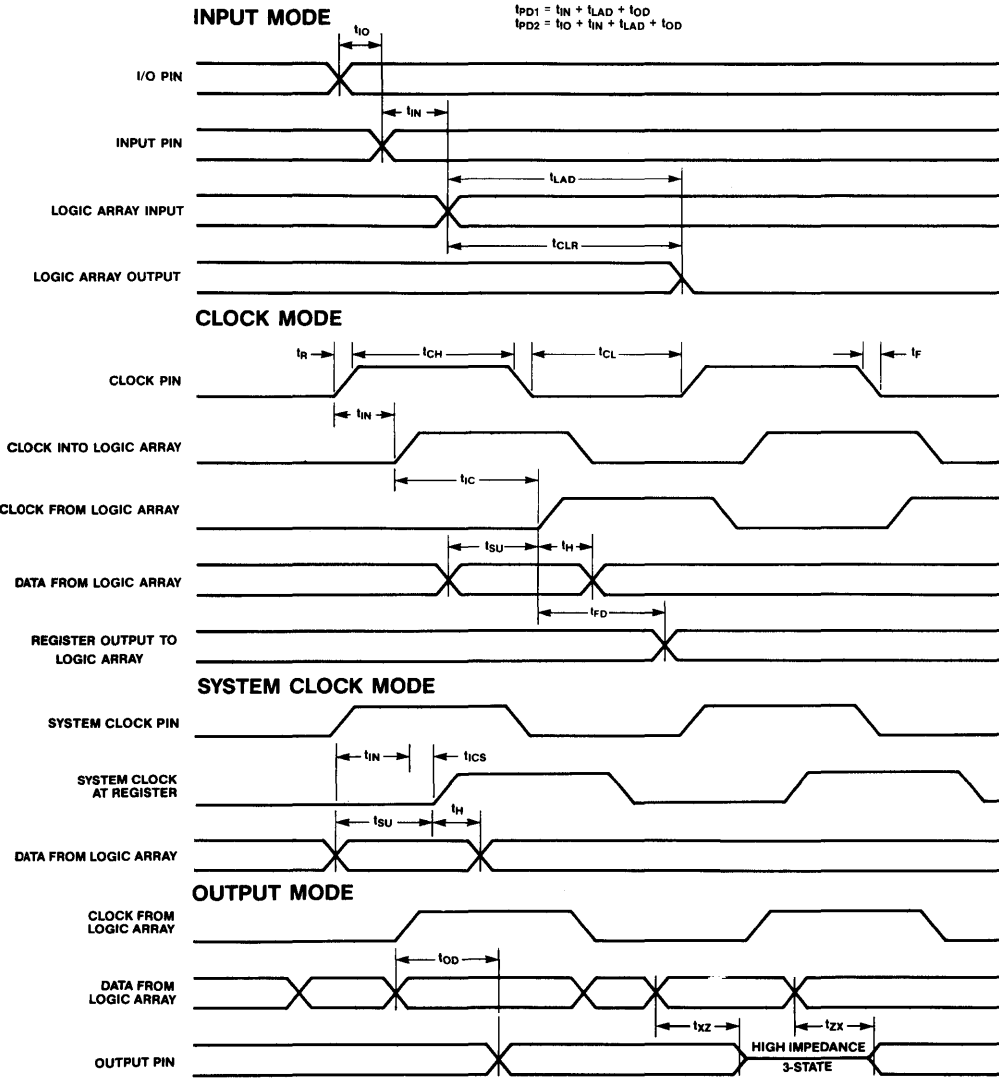 INPUT MODE
tPD1 = tIN + tLAD + tOD
tPD2 = tIO + tIN + tLAD + tOD
tIO
I/O PIN
tIN
INPUT PIN
tLAD
LOGIC ARRAY INPUT
tCLR
LOGIC ARRAY OUTPUT
CLOCK MODE
tR
tCH
tCL
tF
CLOCK PIN
tIN
CLOCK INTO LOGIC ARRAY
tIC
CLOCK FROM LOGIC ARRAY
tSU
tH
DATA FROM LOGIC ARRAY
tFD
REGISTER OUTPUT TO
LOGIC ARRAY
SYSTEM CLOCK MODE
SYSTEM CLOCK PIN
tIN
tICS
SYSTEM CLOCK
AT REGISTER
tSU
tH
DATA FROM LOGIC ARRAY
OUTPUT MODE
CLOCK FROM
LOGIC ARRAY
tOD
DATA FROM
LOGIC ARRAY
tXZ
tZX
OUTPUT PIN
HIGH IMPEDANCE
3-STATE